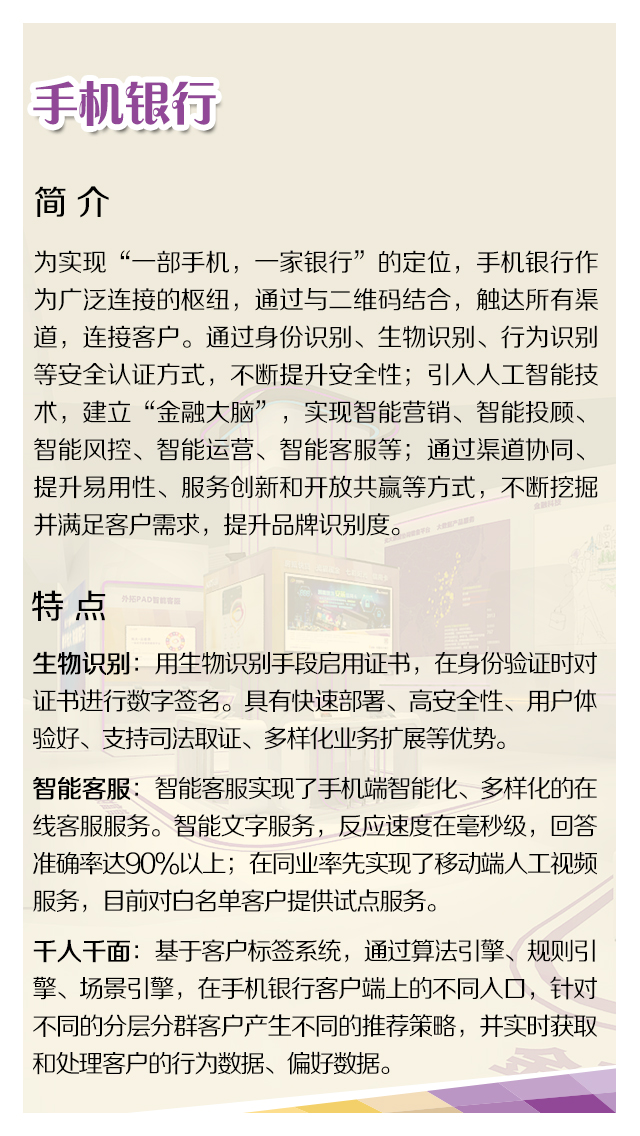 手机银行
简介
为实现“一部手机，一家银行”的定位，手机银行作
为广泛连接的枢纽，通过与二维码结合，触达所有渠
道，连接客户。通过身份识别、生物识别、行为识别
等安全认证方式，不断提升安全性；引入人工智能技
术，建立“金融大脑”，实现智能营销、智能投顾、
智能风控、智能运营、智能客服等；通过渠道协同、
提升易用性、服务创新和开放共赢等方式，不断挖掘
并满足客户需求，提升品牌识别度。
特点
生物识别：用生物识别手段启用证书，在身份验证时对
证书进行数字签名。具有快速部署、高安全性、用户体
验好、支持司法取证、多样化业务扩展等优势。
智能客服：智能客服实现了手机端智能化、多样化的在
线客服服务。智能文字服务，反应速度在毫秒级，回答
准确率达90%以上；在同业率先实现了移动端人工视频
服务，目前对白名单客户提供试点服务。
千人千面：基于客户标签系统，通过算法引擎、规则引
擎、场景引擎，在手机银行客户端上的不同入口，针对
不同的分层分群客户产生不同的推荐策略，并实时获取
和处理客户的行为数据、偏好数据。